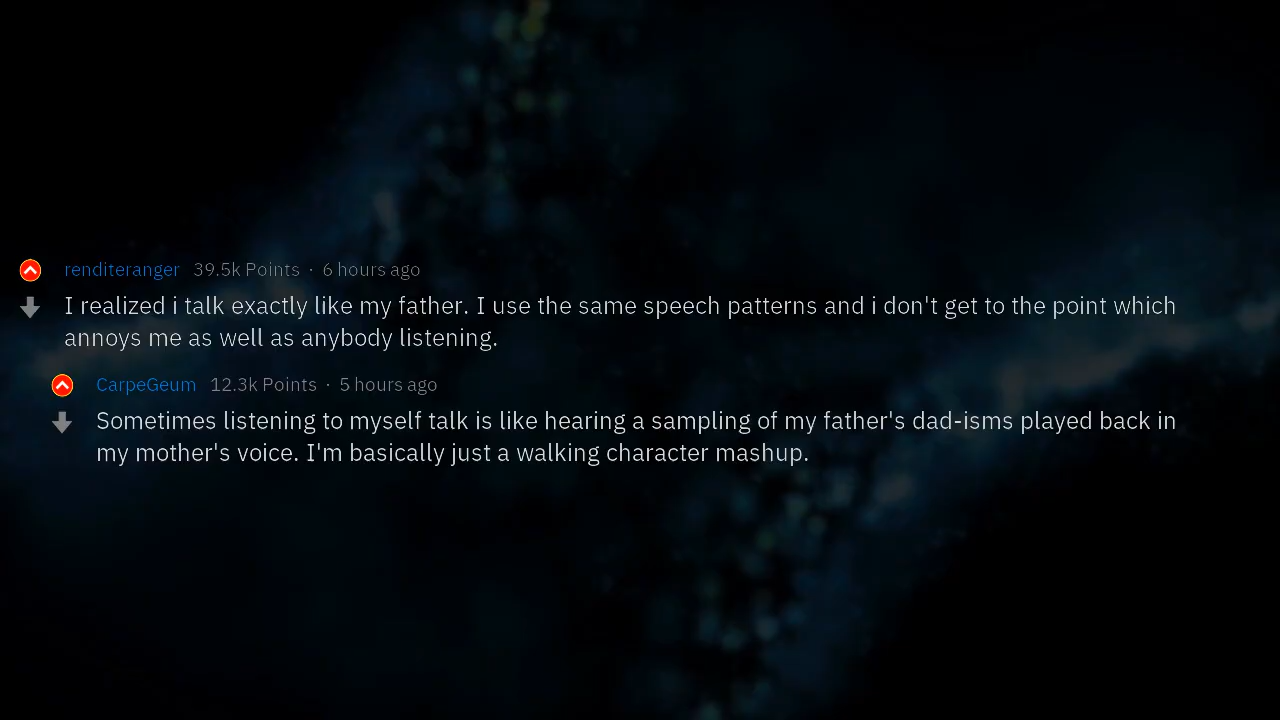 renditeranger 39.5k Points · 6 hours ago
I realized i talk exactly like my father. I use the same speech patterns and i don't get to the point which
annoys me as well as anybody listening.
CarpeGeum 12.3k Points · 5 hours ago
Sometimes listening to myself talk is like hearing a sampling of my father's dad-isms played back in
my mother's voice. I'm basically just a walking character mashup.